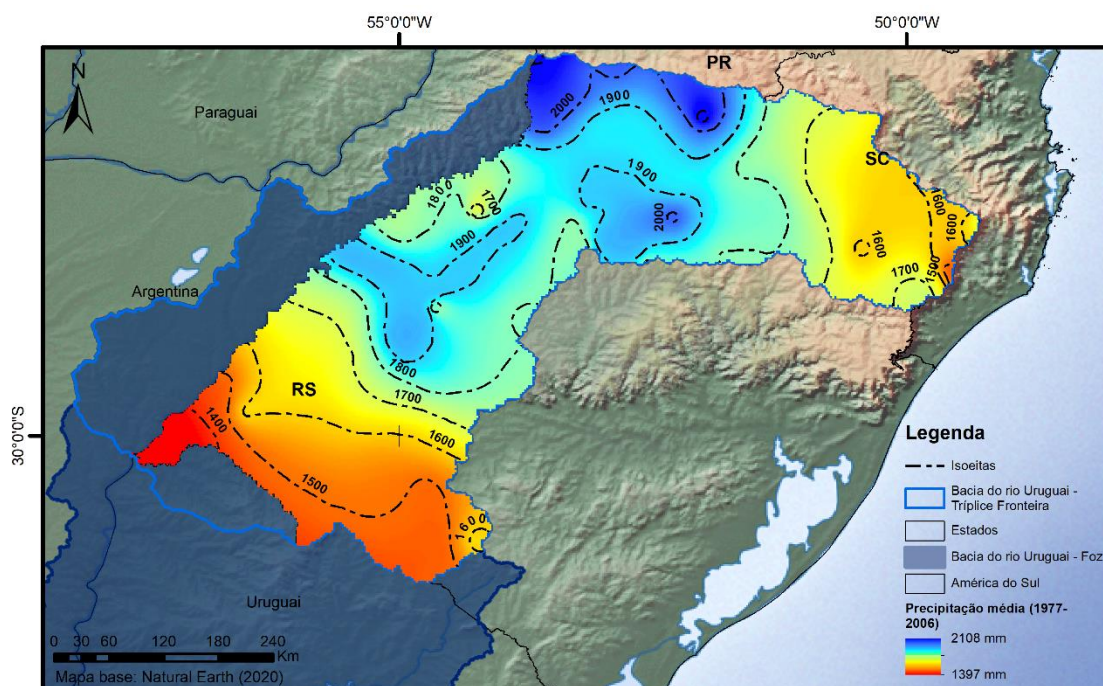 55°0'0"W
50°0'0"W
N
PR
Paraguai
2000
1900
SC
1800
1700
1900
2000
1600
1600
1600
1900
1500
1700
Argentina
1800
RS
1700
1400
1600
30°0'0"S
1500
1600
Uruguai
0 30 60 120 180 240
Km
Mapa base: Natural Earth (2020)
Legenda
Isoeitas
Bacia do rio Uruguai -
Tríplice Fronteira
Estados
Bacia do rio Uruguai - Foz
América do Sul
Precipitação média (1977-
2006)
2108 mm
1397 mm